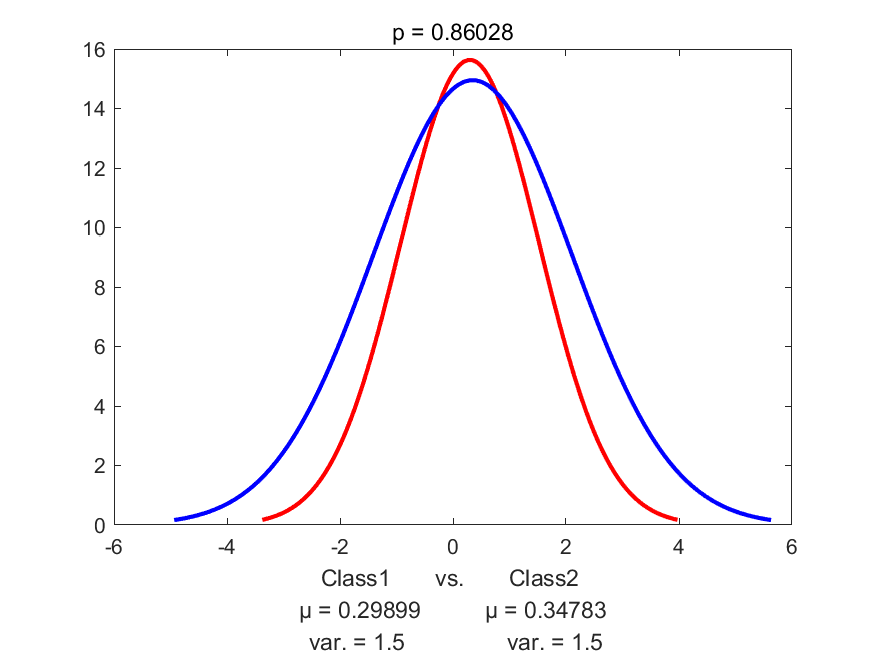 p = 0.86028
16
14
12
10
8
6
4
2
0
-6 -4 -2 0 2 4 6
Class1 vs. Class2
μ = 0.29899 μ = 0.34783
var. = 1.5 var. = 1.5